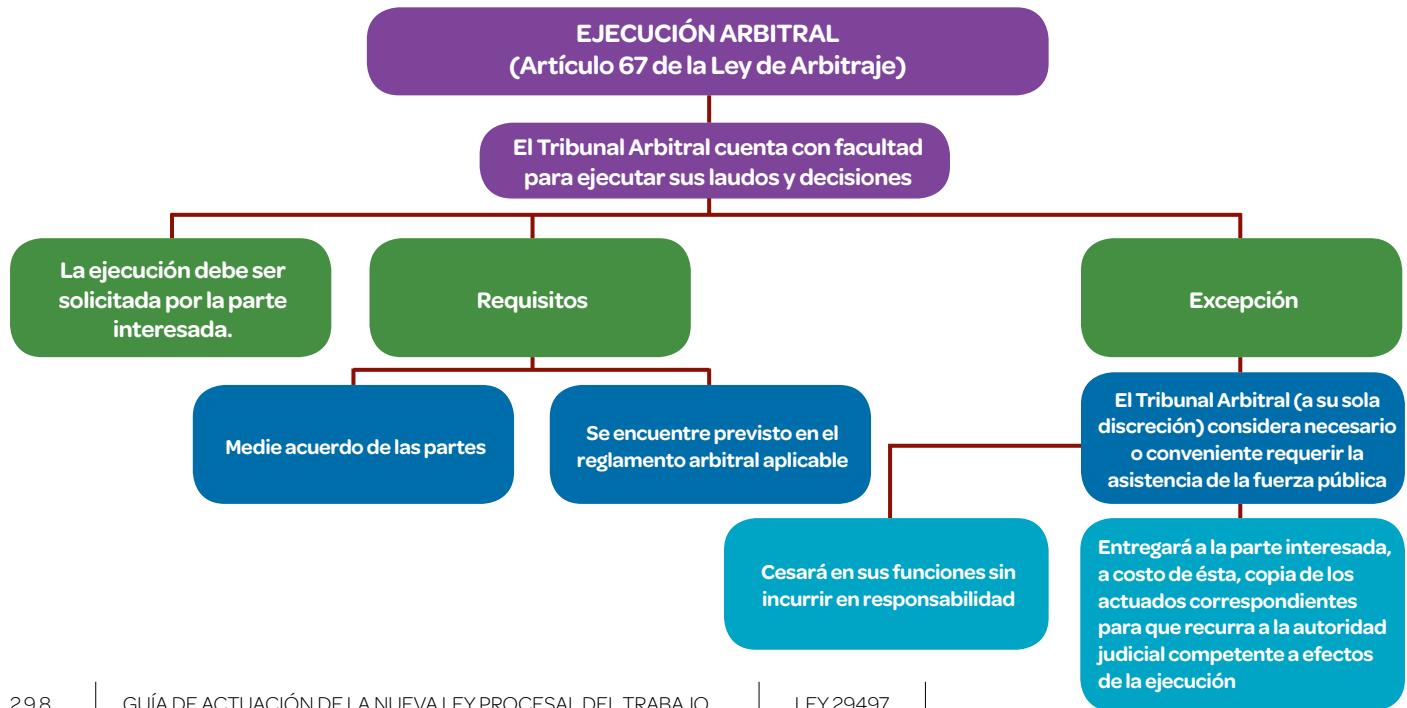 EJECUCIÓN ARBITRAL
(Artículo 67 de la Ley de Arbitraje)
El Tribunal Arbitral cuenta con facultad
para ejecutar sus laudos y decisiones
La ejecución debe ser
solicitada por la parte
interesada.
Requisitos
Excepción
Medie acuerdo de las partes
Se encuentre previsto en el
reglamento arbitral aplicable
El Tribunal Arbitral (a su sola
discreción) considera necesario
o conveniente requerir la
asistencia de la fuerza pública
Cesará en sus funciones sin
incurrir en responsabilidad
Entregará a la parte interesada,
a costo de ésta, copia de los
actuados correspondientes
para que recurra a la autoridad
judicial competente a efectos
de la ejecución
298 | GUÍA DE ACTUACIÓN DE LA NUEVA LEY PROCESAL DEL TRABAJO | LEY 29497 |